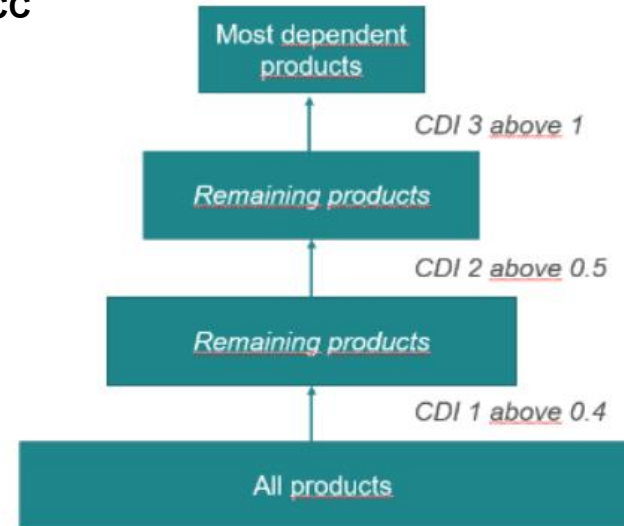 Most dependent
products
CDI 3 above 1
Remaining products
CDI 2 above 0.5
Remaining products
CDI 1 above 0.4
All products